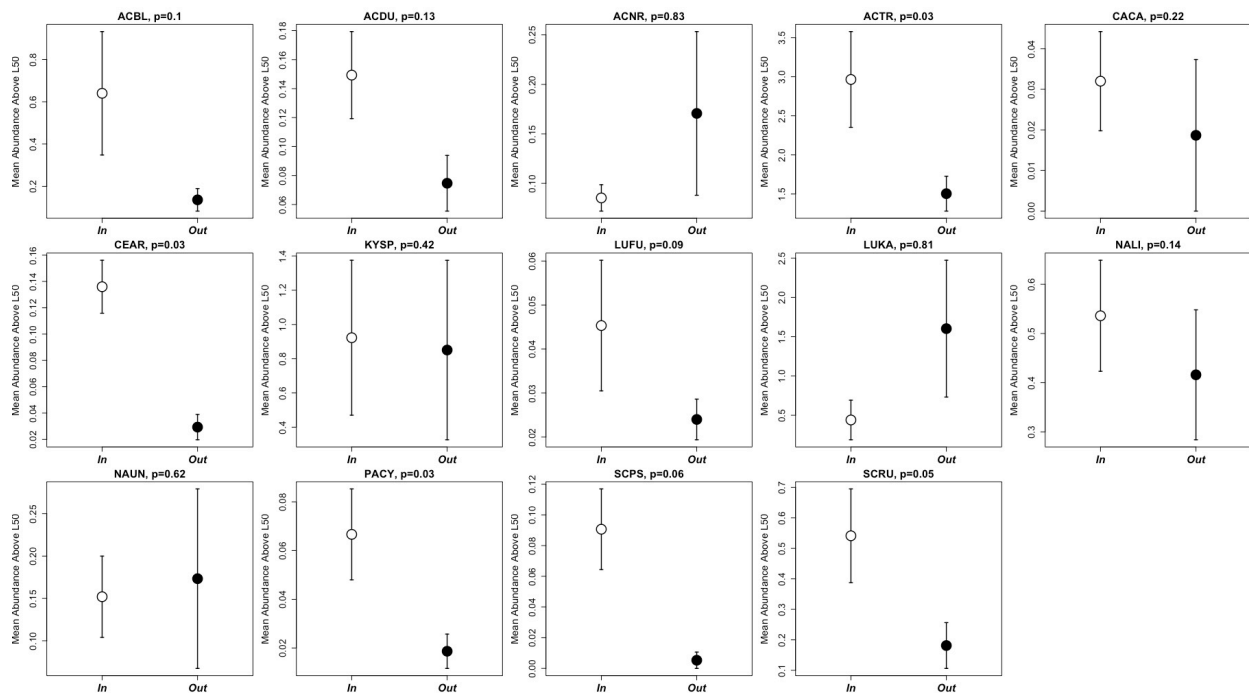 ACBL, p=0.1
Mean Abundance Above L50
0.8
0.6
0.4
0.2
In Out
ACDU, p=0.13
Mean Abundance Above L50
0.18
0.16
0.14
0.12
0.10
0.08
0.06
In Out
ACNR, p=0.83
Mean Abundance Above L50
0.25
0.20
0.15
0.10
In Out
ACTR, p=0.03
Mean Abundance Above L50
3.5
3.0
2.5
2.0
1.5
In Out
CACA, p=0.22
Mean Abundance Above L50
0.04
0.03
0.02
0.01
0.00
In Out
CEAR, p=0.03
Mean Abundance Above L50
0.16
0.14
0.12
0.10
0.08
0.06
0.04
0.02
In Out
KYSP, p=0.42
Mean Abundance Above L50
1.4
1.2
1.0
0.8
0.6
0.4
In Out
LUFU, p=0.09
Mean Abundance Above L50
0.06
0.05
0.04
0.03
0.02
In Out
LUKA, p=0.81
Mean Abundance Above L50
2.5
2.0
1.5
1.0
0.5
In Out
NALI, p=0.14
Mean Abundance Above L50
0.6
0.5
0.4
0.3
In Out
NAUN, p=0.62
Mean Abundance Above L50
0.25
0.20
0.15
0.10
In Out
PACY, p=0.03
Mean Abundance Above L50
0.08
0.06
0.04
0.02
In Out
SCPS, p=0.06
Mean Abundance Above L50
0.12
0.10
0.08
0.06
0.04
0.02
0.00
In Out
SCRU, p=0.05
Mean Abundance Above L50
0.7
0.6
0.5
0.4
0.3
0.2
0.1
In Out